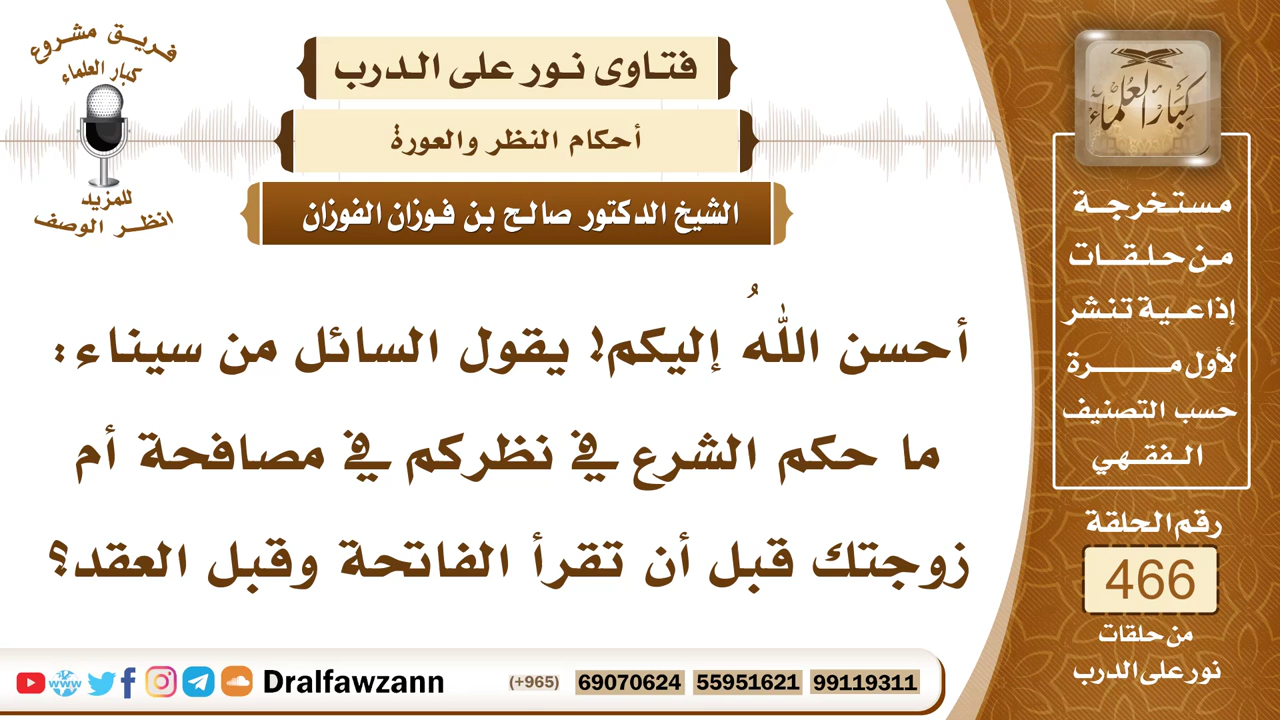 فريق مشروع
كبار العلماء
للمزيد
انظر الوصف
فتاوى نور على الدرب
أحكام النظر والعورة
الشيخ الدكتور صالح بن فوزان الفوزان
أحسن اللهُ إليكم! يقول السائل من سيناء:
ما حكم الشرع في نظركم في مصافحة أم
زوجتك قبل أن تقرأ الفاتحة وقبل العقد؟
كبار العلماء
مستخرجة
من حلقات
إذاعية تنشر
لأول مرة
حسب التصنيف
الفقهي
رقم الحلقة
466
من حلقات
نور على الدرب
www Dralfawzann (+965) 69070624 55951621 99119311